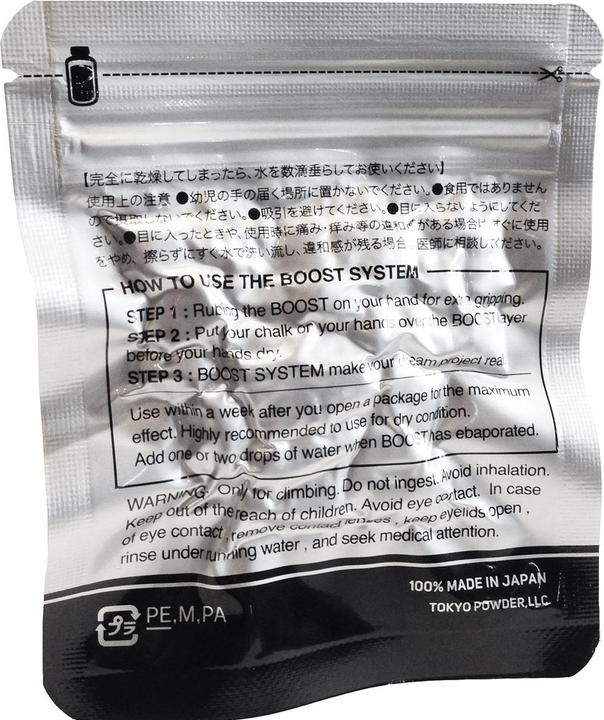 【完全に乾燥してしまったら、水を数滴垂らしてお使いください】
使用上の注意 ●幼児の手の届く場所に置かないでください。●食用ではありません
ので摂取しないでください。●吸引を避けてください。●目に入らないようにしてくだ
さい。●目に入ったときや、使用時に痛み・痒み等の違和感がある場合はすぐに使用
をやめ、擦らずにすぐ水で洗い流し、違和感が残る場合 医師に相談してください。
HOW TO USE THE BOOST SYSTEM
STEP 1 : Rubing the BOOST on your hand for extra gripping.
STEP 2 : Put your chalk on your hands over the BOOST layer
before your hands dry.
STEP 3 : BOOST SYSTEM make your dream project real
Use within a week after you open a package for the maximum
effect. Highly recommended to use for dry condition.
Add one or two drops of water when BOOST has ebaporated.
WARNING: Only for climbing. Do not ingest. Avoid inhalation.
Keep out of the reach of children. Avoid eye contact. In case
of eye contact , remove contact lenses , keep eyelids open ,
rinse under running water , and seek medical attention.
100% MADE IN JAPAN
TOKYO POWDER,LLC
プラ PE,M,PA